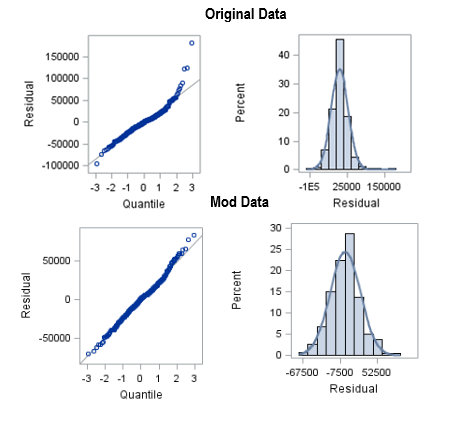 Original Data
150000
100000
50000
0
-50000
-100000
Residual
-3 -2 -1 0 1 2 3
Quantile
40
30
20
10
0
Percent
-1E5 25000 150000
Residual
Mod Data
50000
0
-50000
Residual
-3 -2 -1 0 1 2 3
Quantile
30
25
20
15
10
5
0
Percent
-67500 -7500 52500
Residual